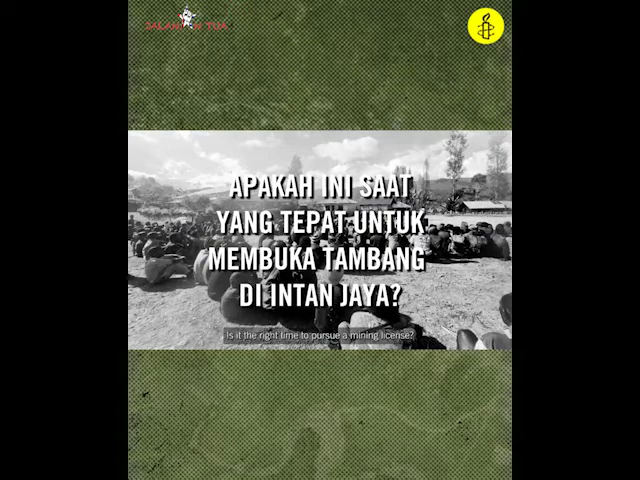 APAKAH INI SAAT
YANG TEPAT UNTUK
MEMBUKA TAMBANG
DI INTAN JAYA?
Is it the right time to pursue a mining license?